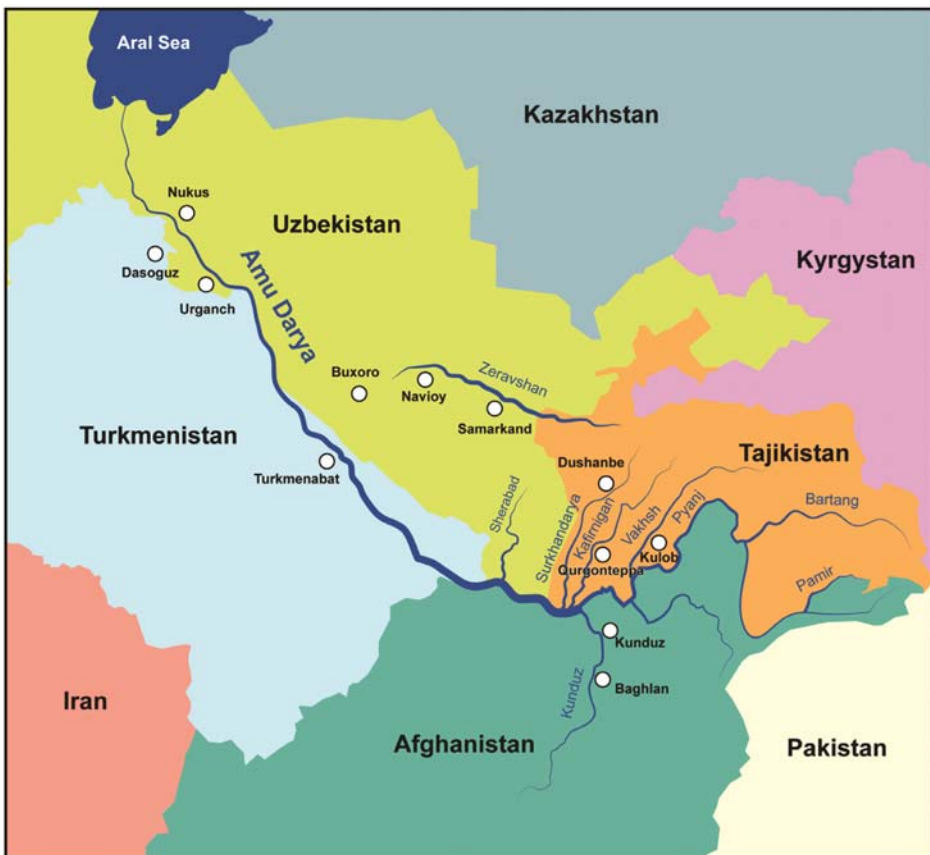 Aral Sea
Kazakhstan
Nukus
Uzbekistan
Kyrgystan
Dasoguz
Urganch
Amu Darya
Buxoro
Navioy
Zeravshan
Samarkand
Turkmenistan
Turkmenabat
Dushanbe
Tajikistan
Sherabad
Surkhandarya
Kafirnigan
Vakhsh
Pyanj
Bartang
Qurgonteppa
Kulob
Pamir
Kunduz
Kunduz
Baghlan
Iran
Afghanistan
Pakistan